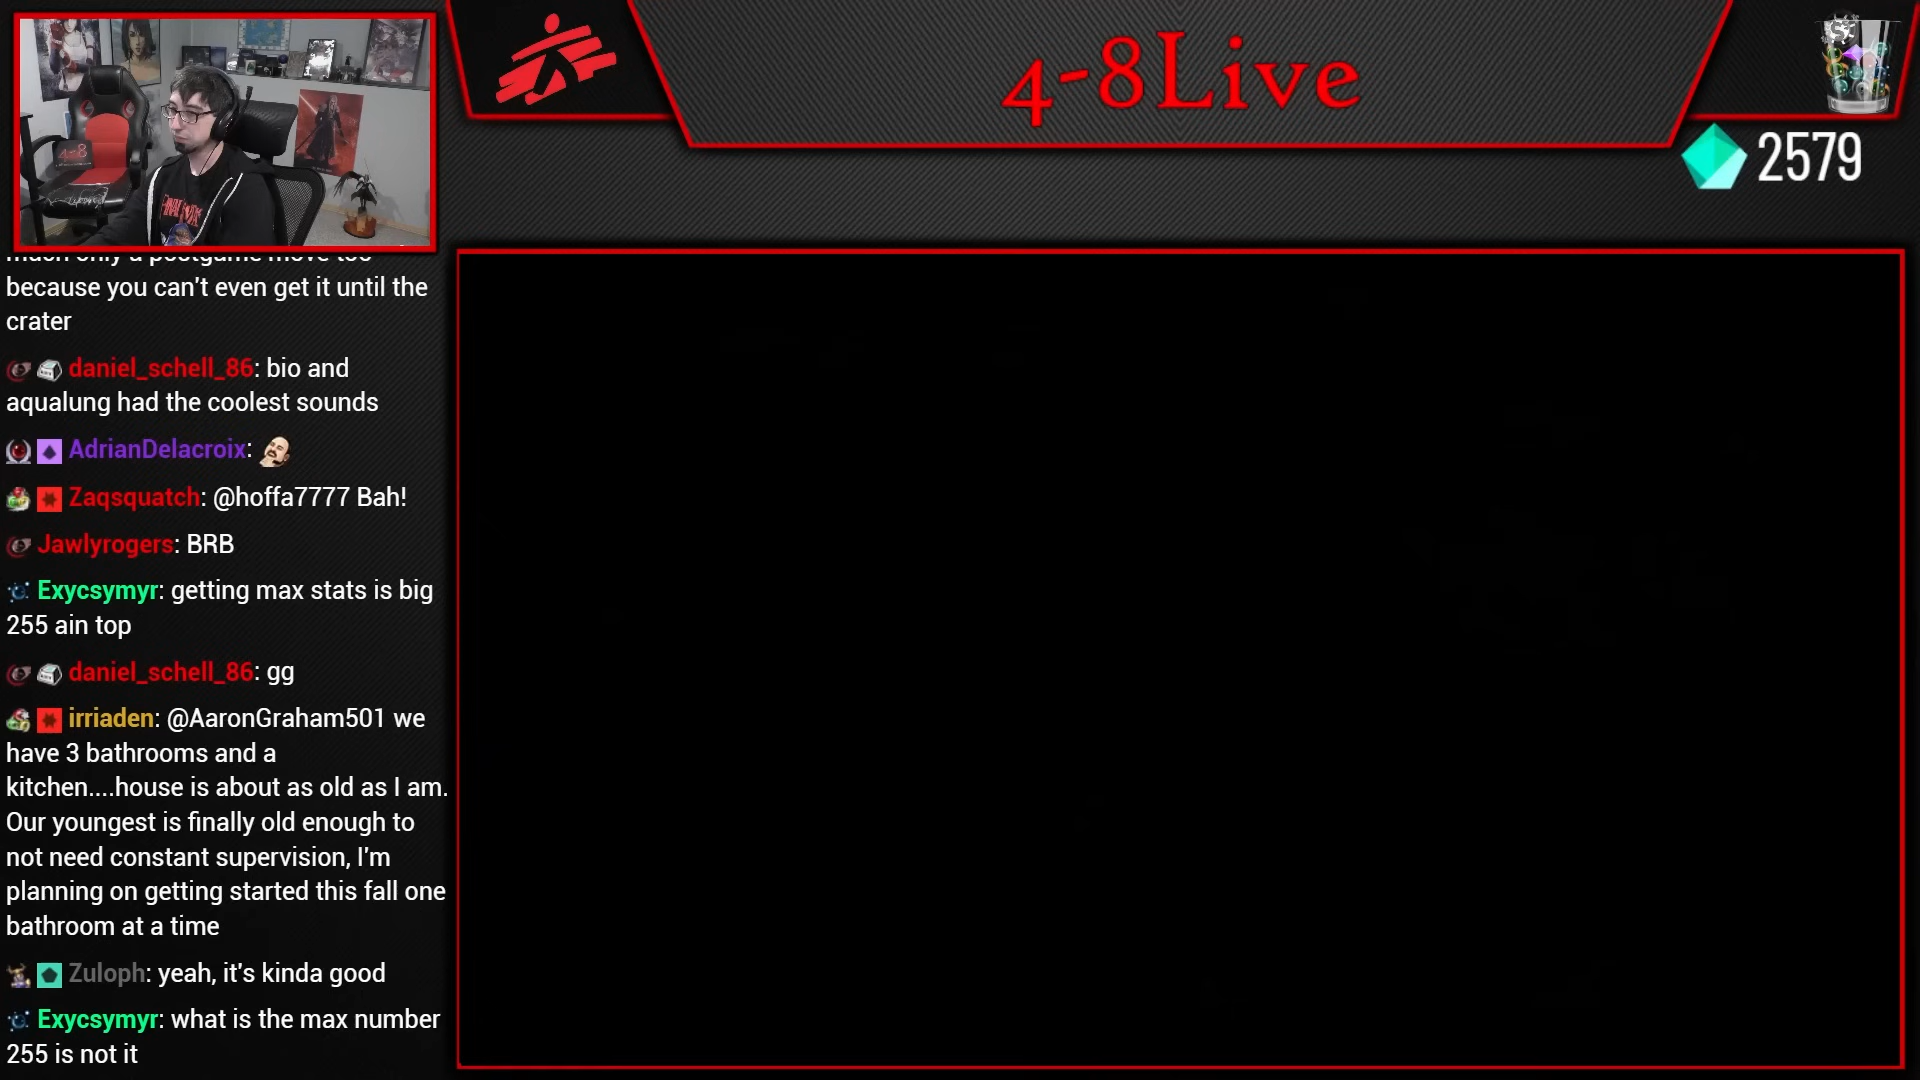 4-8Live
2579
4-8
because you can't even get it until the
crater
daniel_schell_86: bio and
aqualung had the coolest sounds
AdrianDelacroix:
Zaqsquatch: @hoffa7777 Bah!
Jawlyrogers: BRB
Exycsymyr: getting max stats is big
255 ain top
daniel_schell_86: gg
irriaden: @AaronGraham501 we
have 3 bathrooms and a
kitchen....house is about as old as I am.
Our youngest is finally old enough to
not need constant supervision, I'm
planning on getting started this fall one
bathroom at a time
Zuloph: yeah, it's kinda good
Exycsymyr: what is the max number
255 is not it